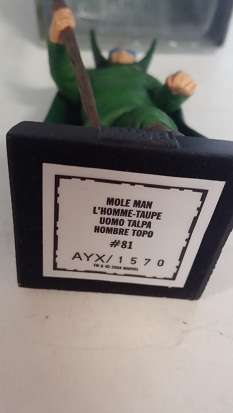 MOLE MAN
L'HOMME-TAUPE
UOMO TALPA
HOMBRE TOPO
#81
AYX/1570